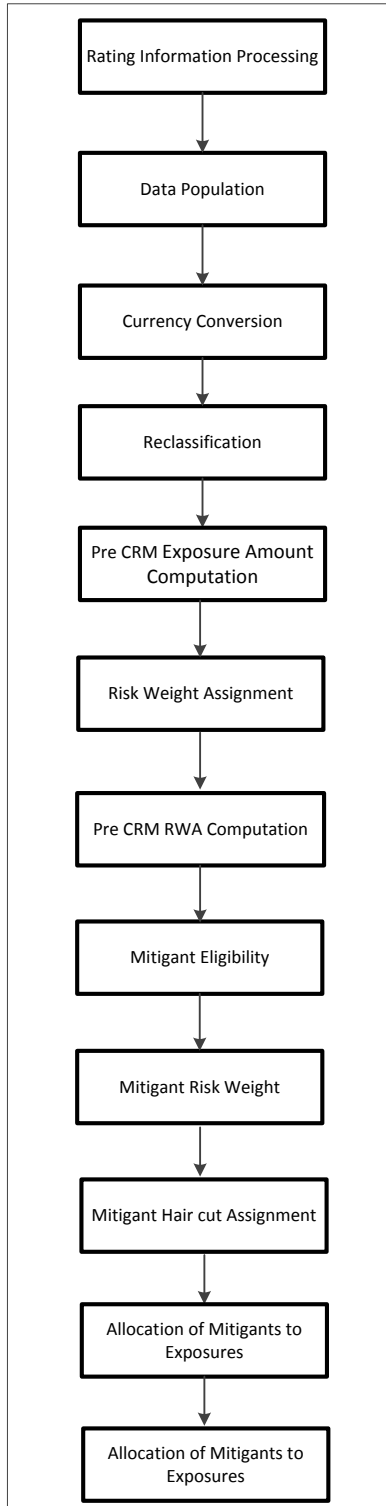 Rating Information Processing
Data Population
Currency Conversion
Reclassification
Pre CRM Exposure Amount
Computation
Risk Weight Assignment
Pre CRM RWA Computation
Mitigant Eligibility
Mitigant Risk Weight
Mitigant Hair cut Assignment
Allocation of Mitigants to
Exposures
Allocation of Mitigants to
Exposures